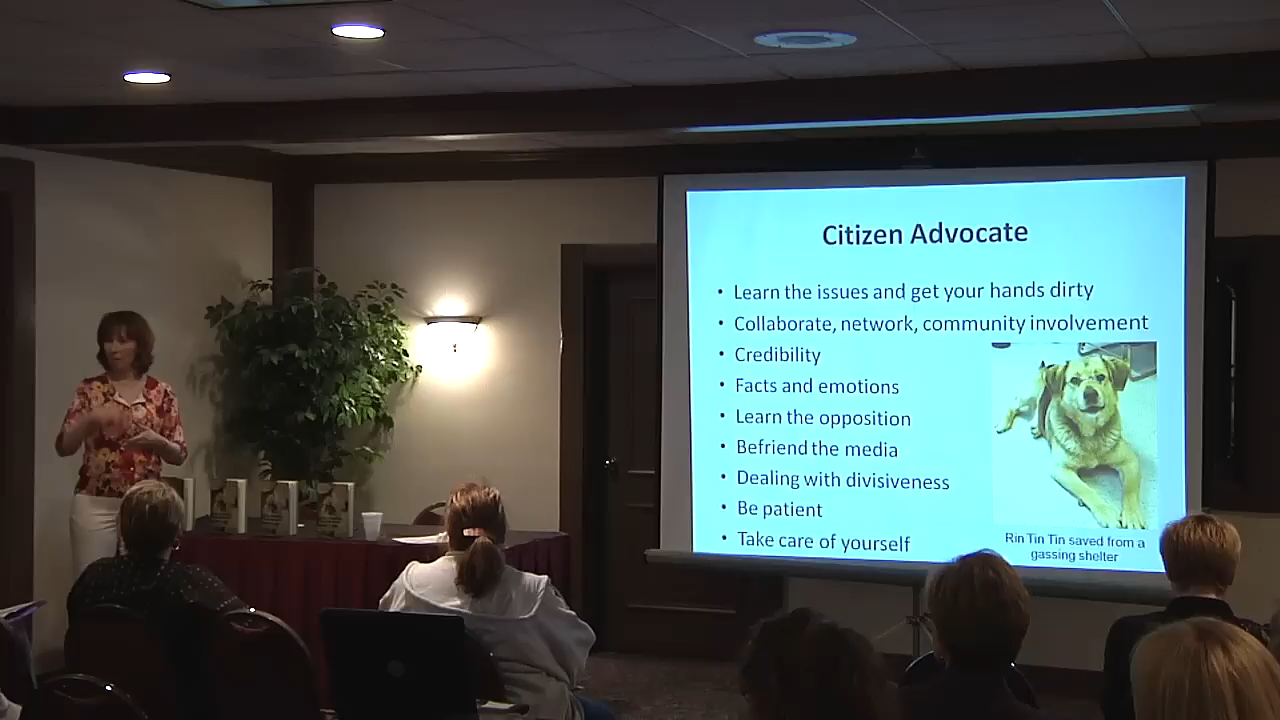 Citizen Advocate
• Learn the issues and get your hands dirty
• Collaborate, network, community involvement
• Credibility
• Facts and emotions
• Learn the opposition
• Befriend the media
• Dealing with divisiveness
• Be patient
• Take care of yourself
Rin Tin Tin saved from a
gassing shelter